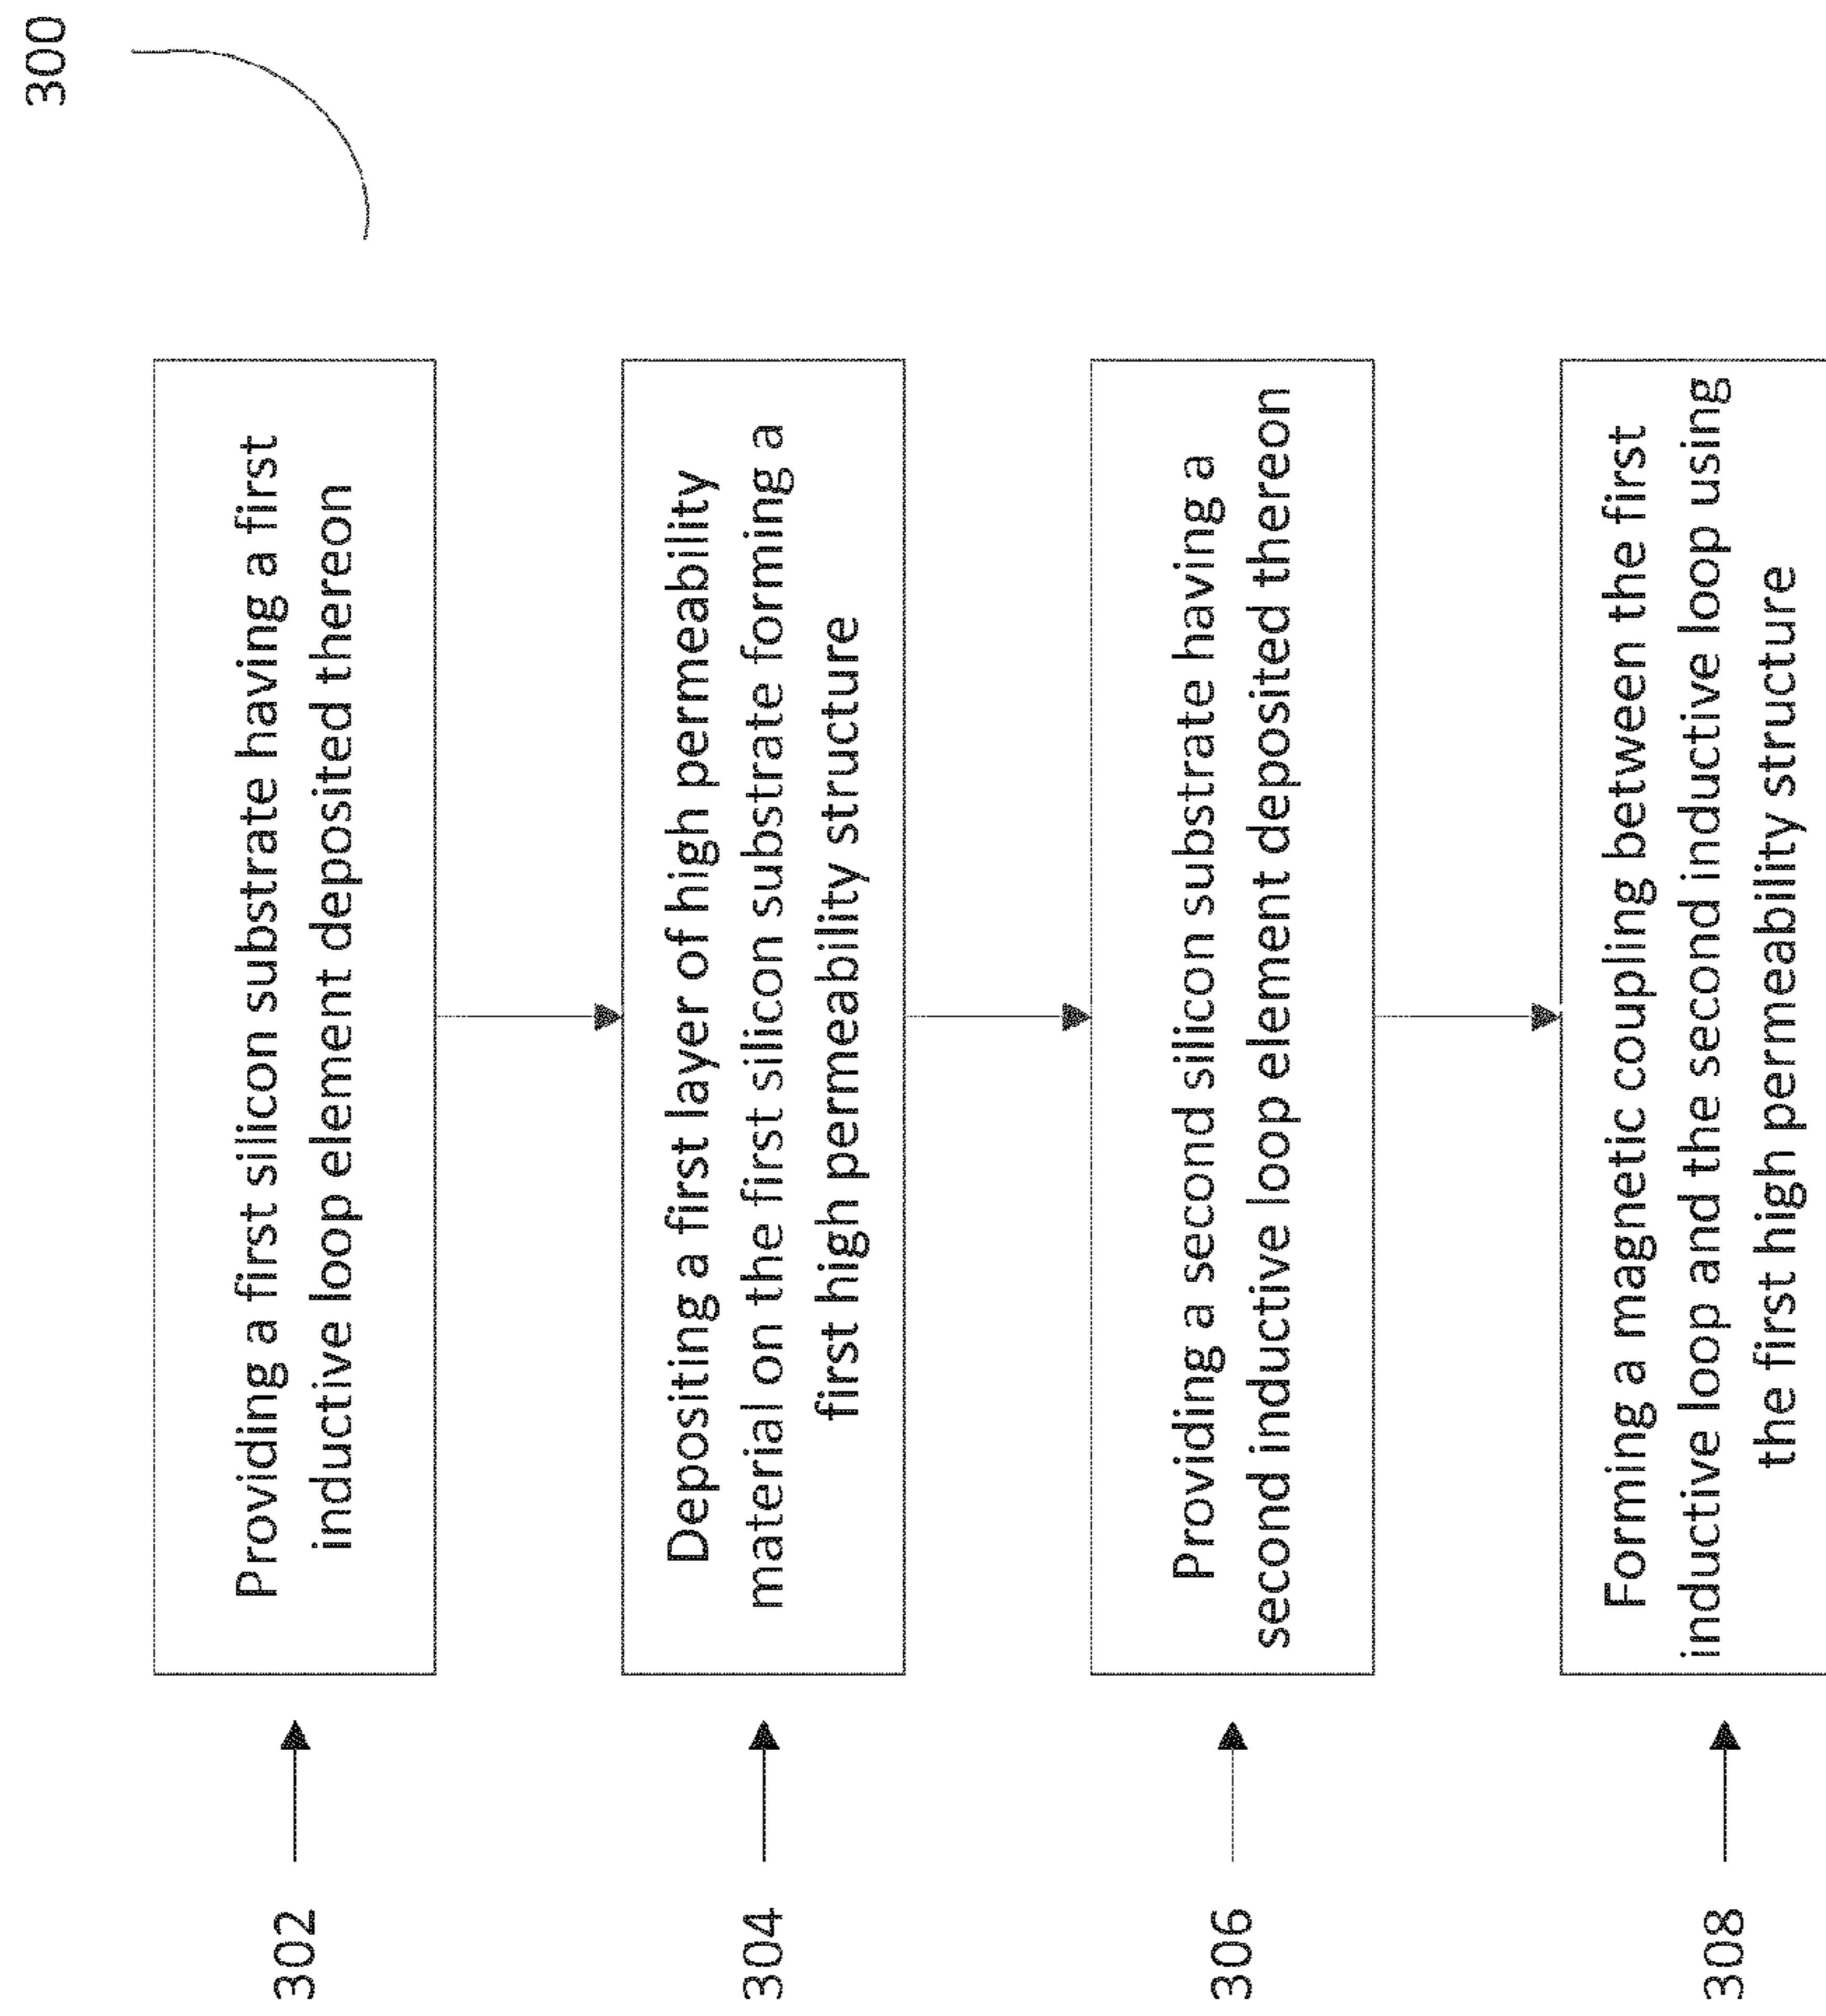 300
302
Providing a first silicon substrate having a first
inductive loop element deposited thereon
304
Depositing a first layer of high permeability
material on the first silicon substrate forming a
first high permeability structure
306
Providing a second silicon substrate having a
second inductive loop element deposited thereon
308
Forming a magnetic coupling between the first
inductive loop and the second inductive loop using
the first high permeability structure